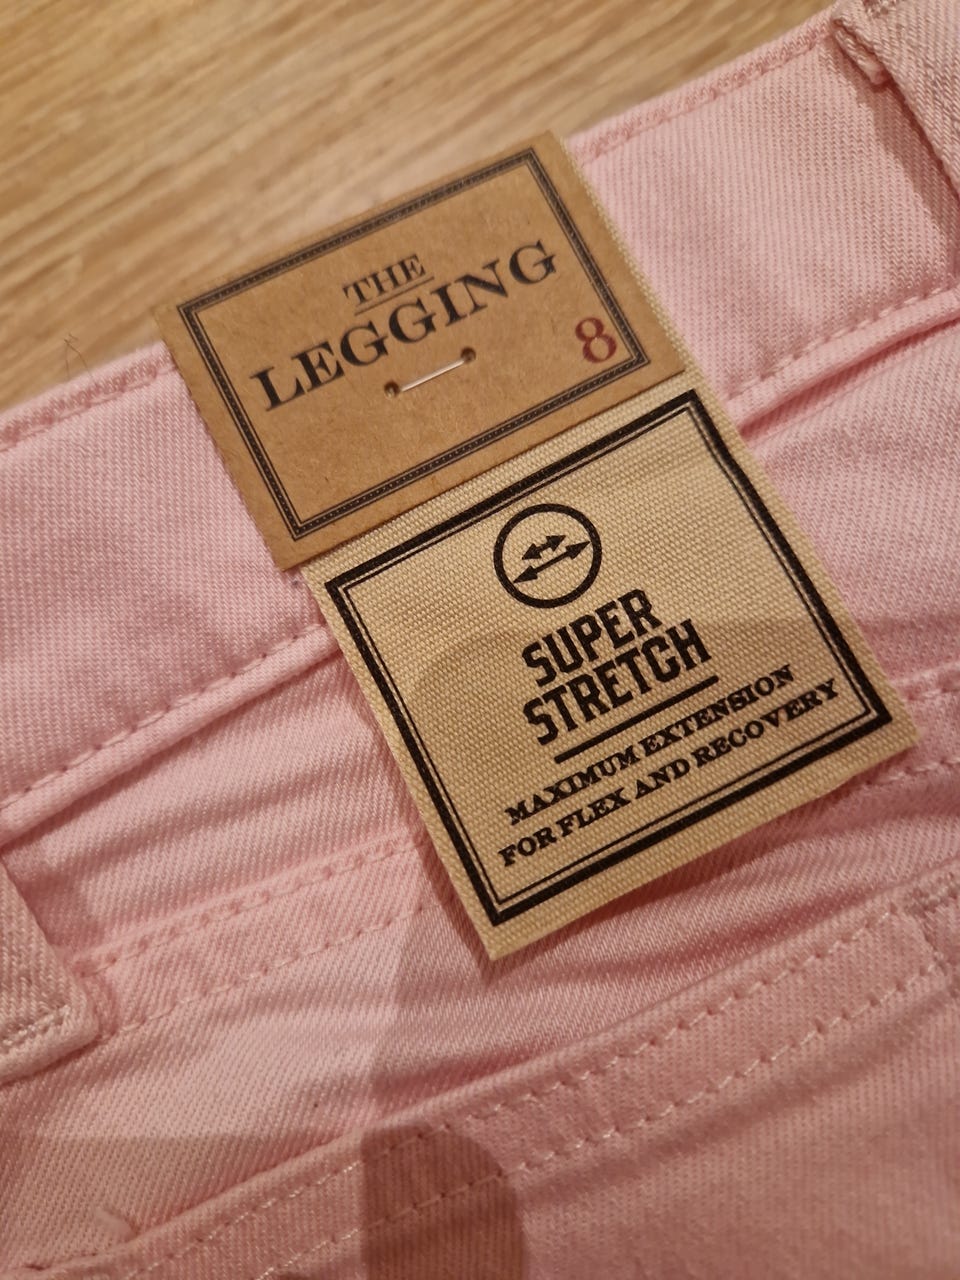 THE
LEGGING
8
SUPER
STRETCH
MAXIMUM EXTENSION
FOR FLEX AND RECOVERY